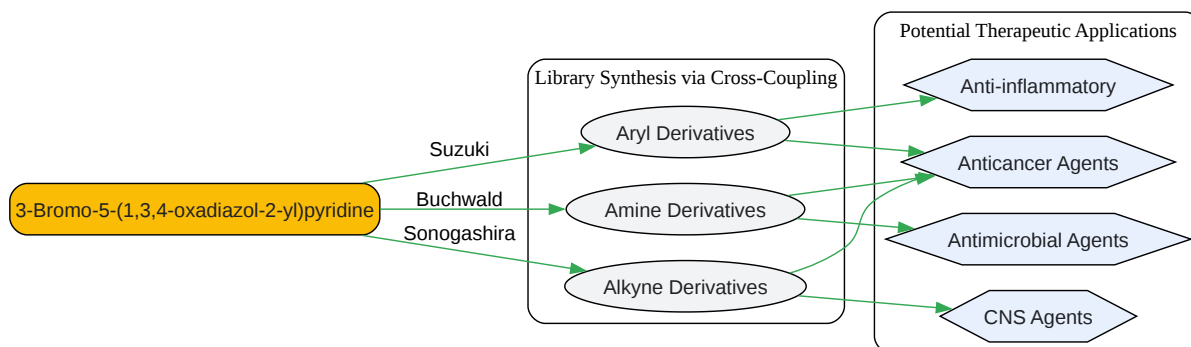 Potential Therapeutic Applications
Library Synthesis via Cross-Coupling
Anti-inflammatory
Aryl Derivatives
Suzuki
Anticancer Agents
3-Bromo-5-(1,3,4-oxadiazol-2-yl)pyridine
Buchwald
Amine Derivatives
Sonogashira
Antimicrobial Agents
Alkyne Derivatives
CNS Agents